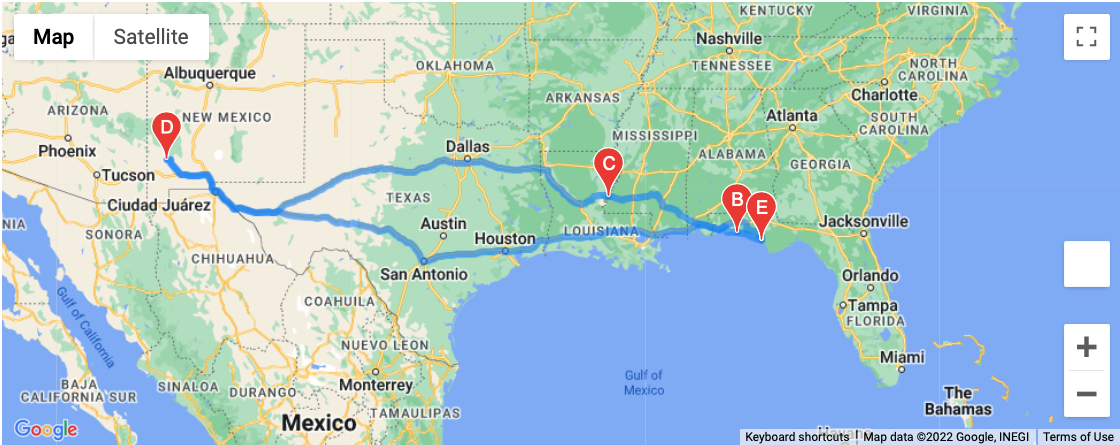 Map
Satellite
KENTUCKY
VIRGINIA
Nashville
TENNESSEE
NORTH
CAROLINA
OKLAHOMA
Albuquerque
ARKANSAS
Charlotte
ARIZONA
NEW MEXICO
Atlanta
SOUTH
CAROLINA
D
MISSISSIPPI
Phoenix
Dallas
ALABAMA
GEORGIA
C
Tucson
TEXAS
B
E
Ciudad Juárez
Austin
Jacksonville
NIA
SONORA
Houston
LOUISIANA
CHIHUAHUA
San Antonio
Orlando
COAHUILA
Tampa
FLORIDA
Gulf of California
NUEVO LEON
Miami
Gulf of
Mexico
BAJA
CALIFORNIA SUR
SINALOA
DURANGO
Monterrey
The
Bahamas
TAMAULIPAS
Mexico
Google
Keyboard shortcuts
Map data ©2022 Google, INEGI
Terms of Use